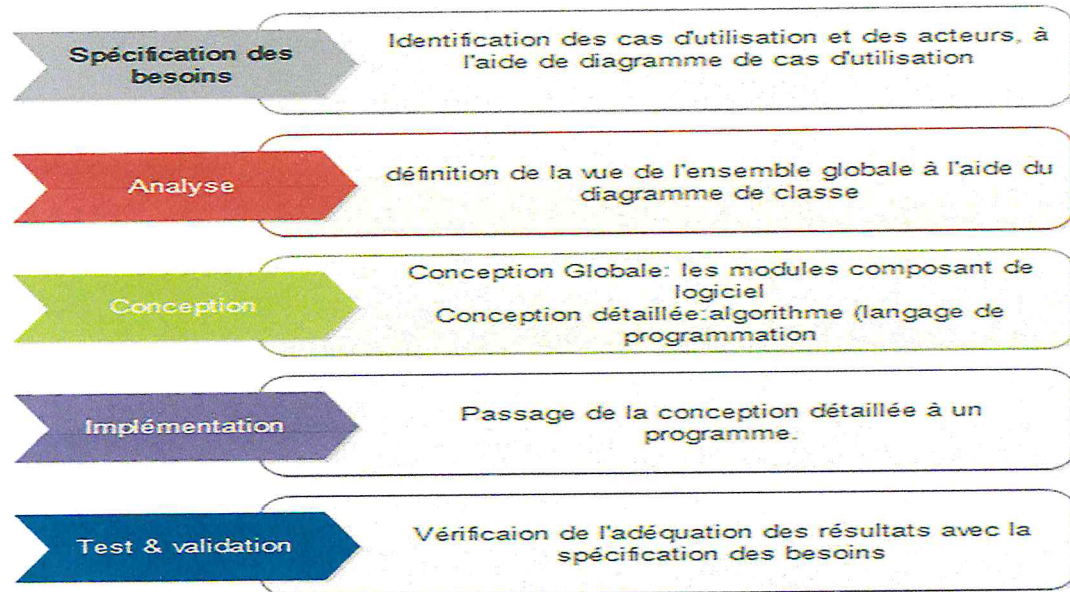 Spécification des
besoins
Identification des cas d'utilisation et des acteurs, à
l'aide de diagramme de cas d'utilisation
Analyse
définition de la vue de l'ensemble globale à l'aide du
diagramme de classe
Conception
Conception Globale: les modules composant de
logiciel
Conception détaillée:algorithme (langage de
programmation
Implémentation
Passage de la conception détaillée à un
programme.
Test & validation
Vérificaion de l'adéquation des résultats avec la
spécification des besoins